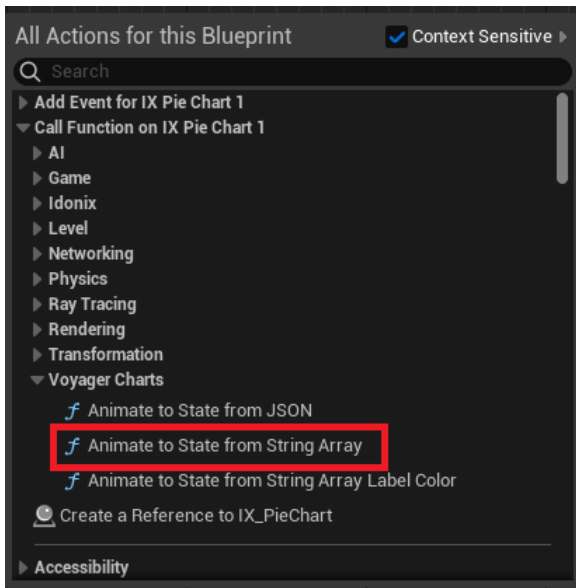 All Actions for this Blueprint Context Sensitive
Search
Add Event for IX Pie Chart 1
Call Function on IX Pie Chart 1
AI
Game
Idonix
Level
Networking
Physics
Ray Tracing
Rendering
Transformation
Voyager Charts
f Animate to State from JSON
f Animate to State from String Array
f Animate to State from String Array Label Color
Create a Reference to IX_PieChart
Accessibility